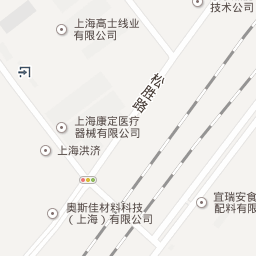 技术公司
上海高士线业
有限公司
松胜路
上海康定医疗
器械有限公司
上海洪济
宜瑞安食
配料有限
奥斯佳材料科技
（上海）有限公司